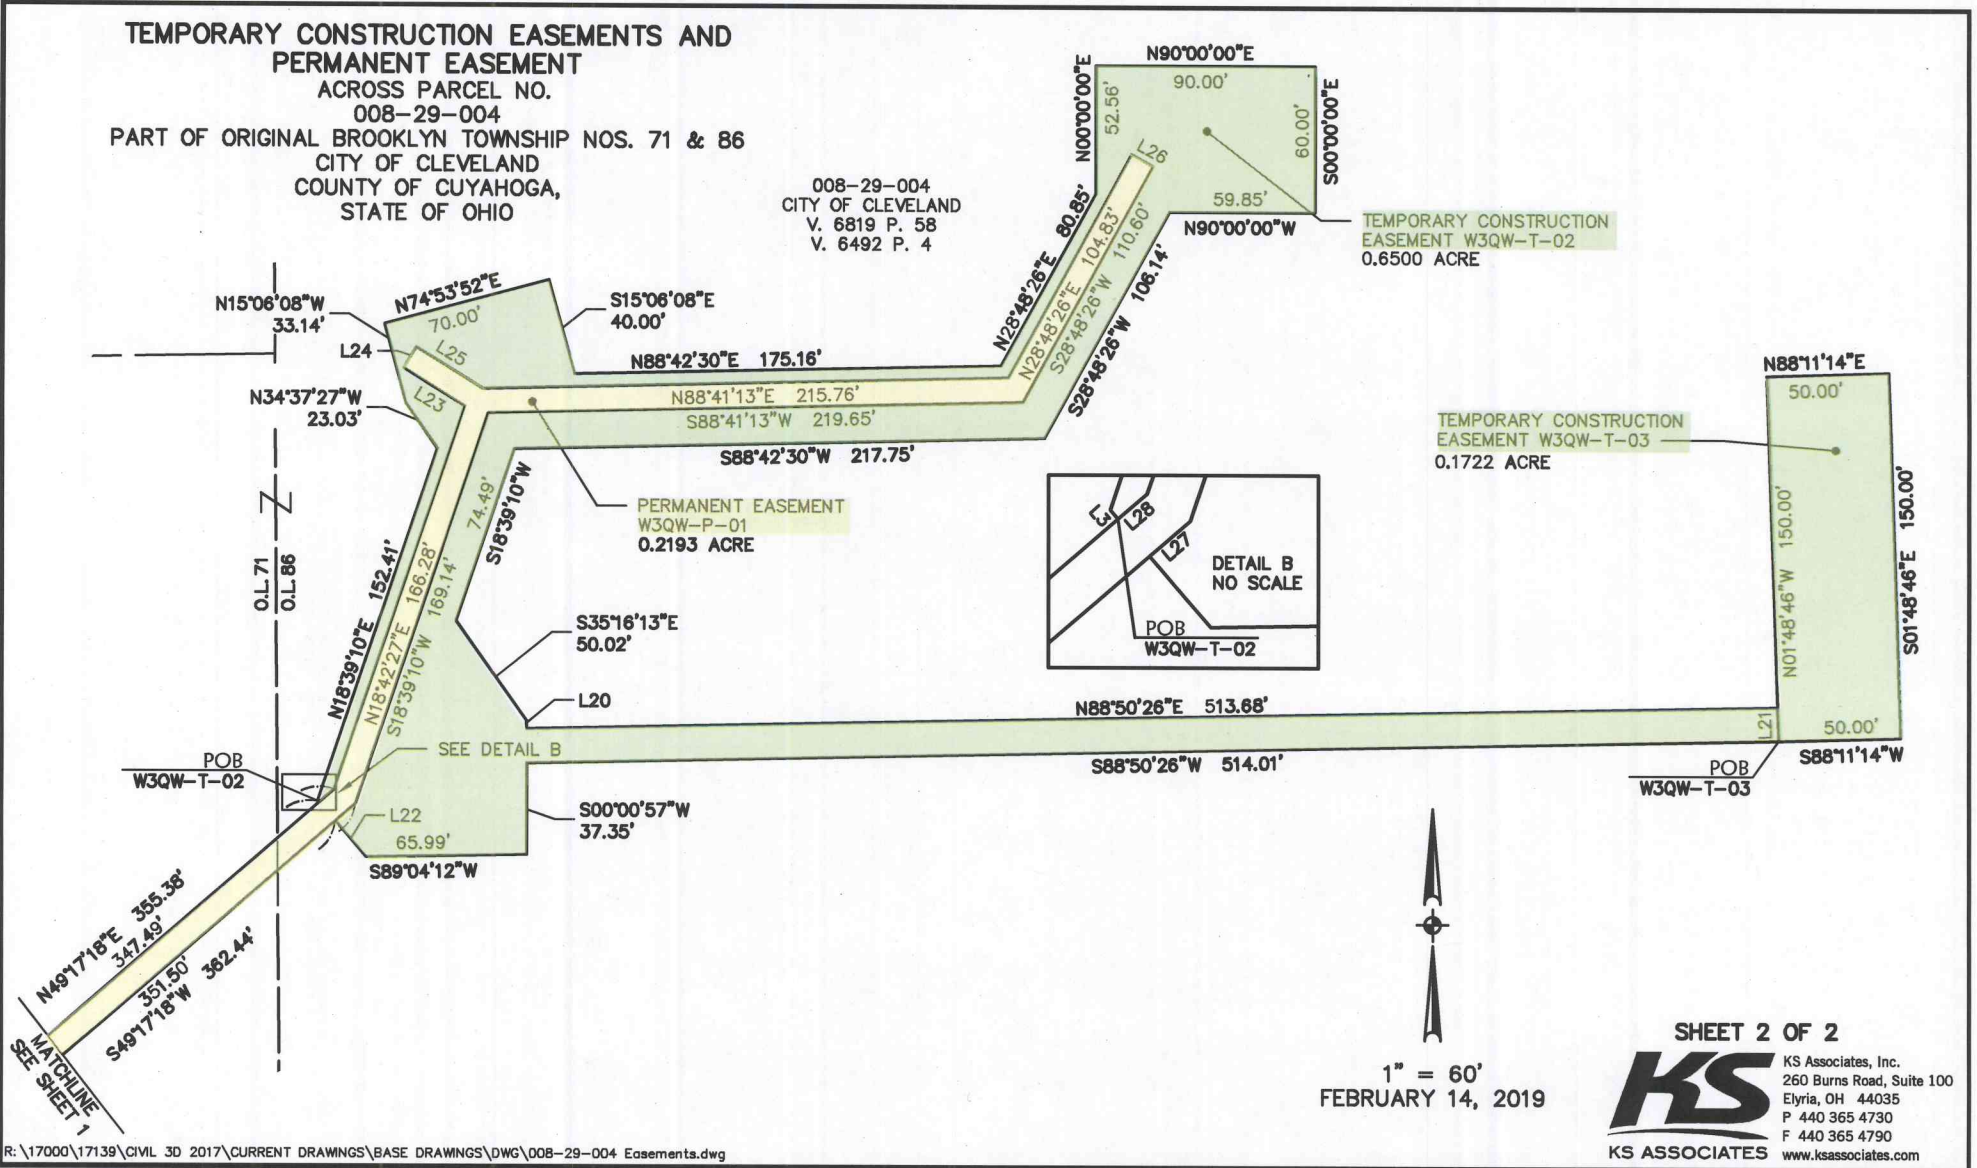 TEMPORARY CONSTRUCTION EASEMENTS AND
PERMANENT EASEMENT
ACROSS PARCEL NO.
008-29-004
PART OF ORIGINAL BROOKLYN TOWNSHIP NOS. 71 & 86
CITY OF CLEVELAND
COUNTY OF CUYAHOGA,
STATE OF OHIO
008-29-004
CITY OF CLEVELAND
V. 6819 P. 58
V. 6492 P. 4
N90°00'00"E
90.00'
N00°00'00"E
52.56'
60.00'
S00°00'00"E
L26
59.85'
N90°00'00"W
TEMPORARY CONSTRUCTION
EASEMENT W3QW-T-02
0.6500 ACRE
N28°48'26"E 80.85'
N28°48'26"E 104.83'
S28°48'26"W 110.60'
S28°48'26"W 106.14'
N15°06'08"W
33.14'
N74°53'52"E
70.00'
S15°06'08"E
40.00'
L24
L25
L23
N34°37'27"W
23.03'
N88°42'30"E 175.16'
N88°41'13"E 215.76'
S88°41'13"W 219.65'
S88°42'30"W 217.75'
PERMANENT EASEMENT
W3QW-P-01
0.2193 ACRE
74.49'
S18°39'10"W
O.L. 71
O.L. 86
N18°39'10"E 152.41'
N18°42'27"E 166.28'
S18°39'10"W 169.14'
S35°16'13"E
50.02'
L20
L3
L28
L27
DETAIL B
NO SCALE
POB
W3QW-T-02
N88°11'14"E
50.00'
TEMPORARY CONSTRUCTION
EASEMENT W3QW-T-03
0.1722 ACRE
N01°48'46"W 150.00'
S01°48'46"E 150.00'
N88°50'26"E 513.68'
S88°50'26"W 514.01'
L21
50.00'
S88°11'14"W
POB
W3QW-T-03
SEE DETAIL B
POB
W3QW-T-02
L22
65.99'
S89°04'12"W
S00°00'57"W
37.35'
N49°17'18"E 355.38'
347.49'
351.50'
S49°17'18"W 362.44'
MATCHLINE
SEE SHEET 1
1" = 60'
FEBRUARY 14, 2019
SHEET 2 OF 2
KS
KS ASSOCIATES
KS Associates, Inc.
260 Burns Road, Suite 100
Elyria, OH 44035
P 440 365 4730
F 440 365 4790
www.ksassociates.com
R:\17000\17139\CIVIL 3D 2017\CURRENT DRAWINGS\BASE DRAWINGS\DWG\008-29-004 Easements.dwg